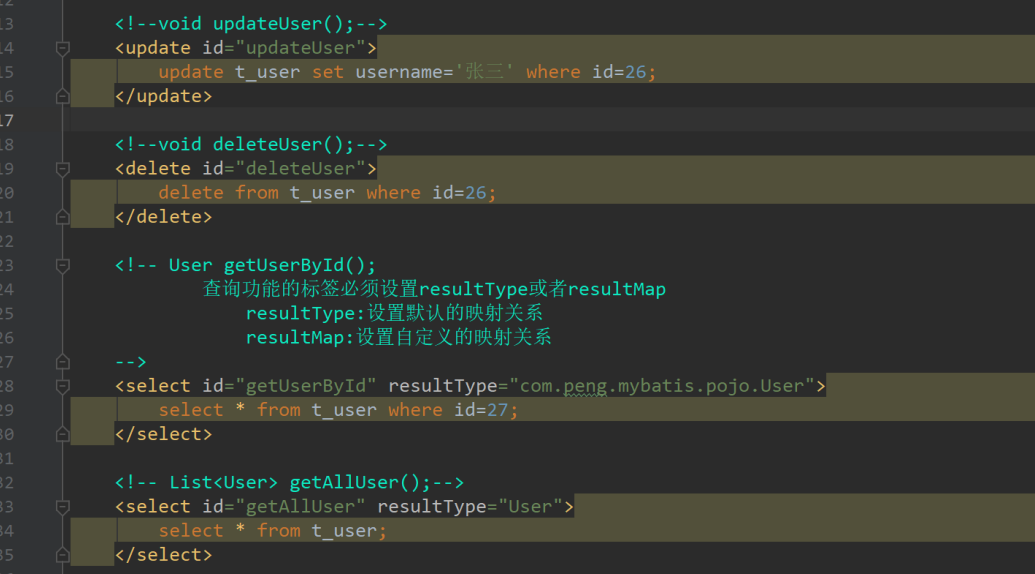 13 <!--void updateUser();-->
14 <update id="updateUser">
15 update t_user set username='张三' where id=26;
16 </update>
17
18 <!--void deleteUser();-->
19 <delete id="deleteUser">
20 delete from t_user where id=26;
21 </delete>
22
23 <!-- User getUserById();
24 查询功能的标签必须设置resultType或者resultMap
25 resultType:设置默认的映射关系
26 resultMap:设置自定义的映射关系
27 -->
28 <select id="getUserById" resultType="com.peng.mybatis.pojo.User">
29 select * from t_user where id=27;
30 </select>
31
32 <!-- List<User> getAllUser();-->
33 <select id="getAllUser" resultType="User">
34 select * from t_user;
35 </select>